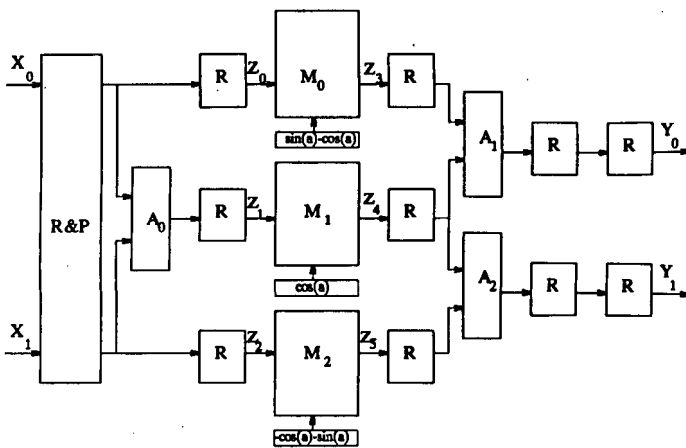 X0
R Z0 M0 Z3 R
sin(a)-cos(a)
A1 R R Y0
R&P
A0 R Z1 M1 Z4 R
cos(a)
A2 R R Y1
X1
R Z2 M2 Z5 R
-cos(a)-sin(a)